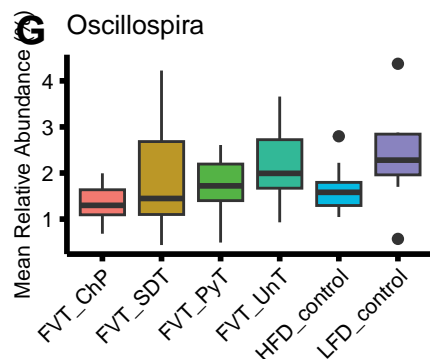 G Oscillospira
Mean Relative Abundance (%)
4
3
2
1
FVT_ChP
FVT_SDT
FVT_PyT
FVT_UnT
HFD_control
LFD_control